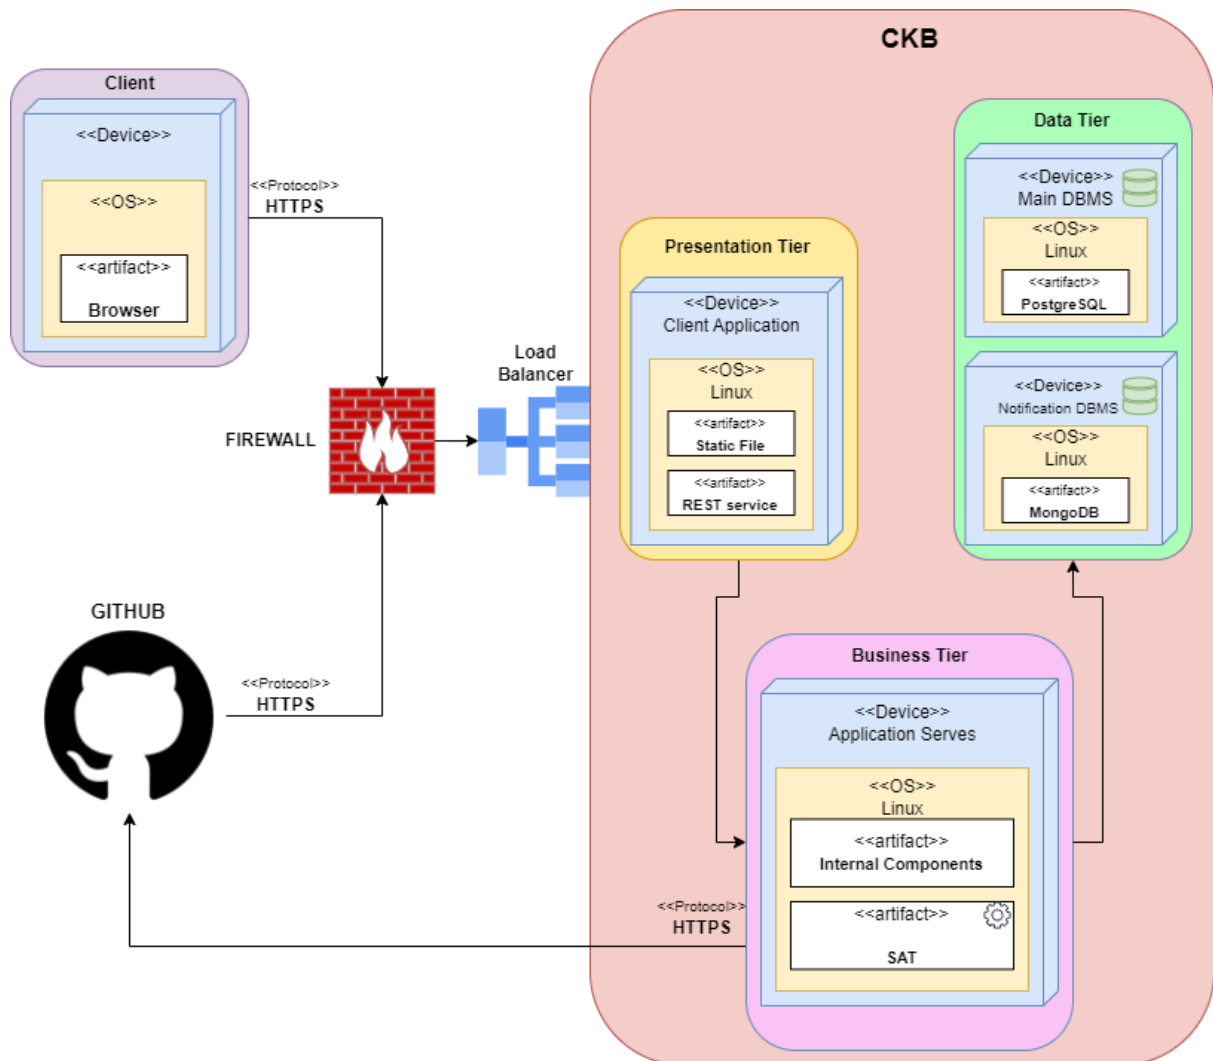 CKB
Client
<<Device>>
<<OS>>
<<artifact>>
Browser
<<Protocol>>
HTTPS
FIREWALL
Load
Balancer
GITHUB
<<Protocol>>
HTTPS
Presentation Tier
<<Device>>
Client Application
<<OS>>
Linux
<<artifact>>
Static File
<<artifact>>
REST service
Data Tier
<<Device>>
Main DBMS
<<OS>>
Linux
<<artifact>>
PostgreSQL
<<Device>>
Notification DBMS
<<OS>>
Linux
<<artifact>>
MongoDB
Business Tier
<<Device>>
Application Serves
<<OS>>
Linux
<<artifact>>
Internal Components
<<artifact>>
SAT
<<Protocol>>
HTTPS